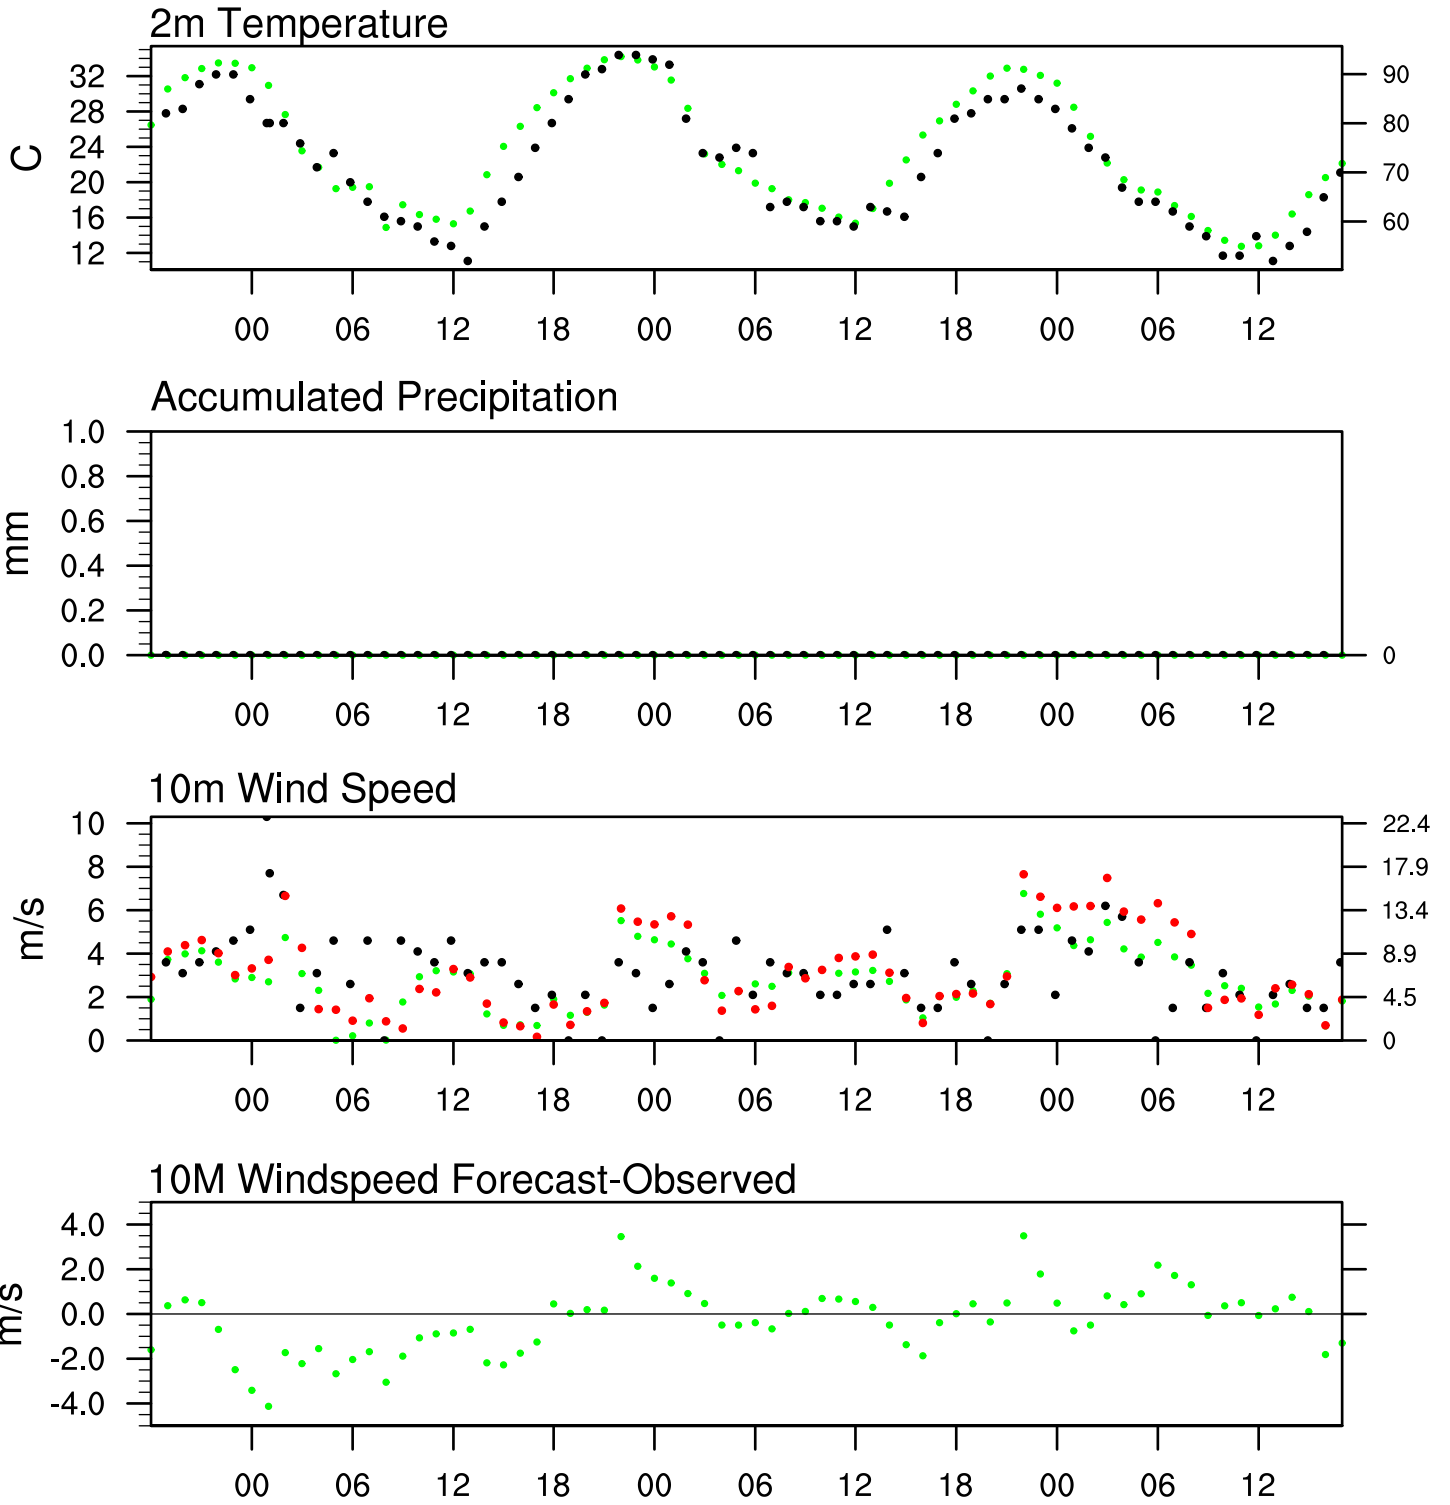 2m Temperature
C
32
28
24
20
16
12
90
80
70
60
00 06 12 18 00 06 12 18 00 06 12
Accumulated Precipitation
mm
1.0
0.8
0.6
0.4
0.2
0.0
0
00 06 12 18 00 06 12 18 00 06 12
10m Wind Speed
m/s
10
8
6
4
2
0
22.4
17.9
13.4
8.9
4.5
0
00 06 12 18 00 06 12 18 00 06 12
10M Windspeed Forecast-Observed
m/s
4.0
2.0
0.0
-2.0
-4.0
00 06 12 18 00 06 12 18 00 06 12